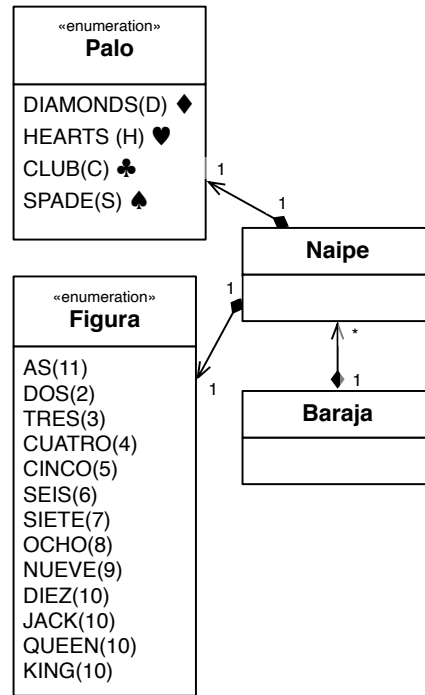 «enumeration»
Palo
DIAMONDS(D) ♦
HEARTS (H) ♥
CLUB(C) ♣
SPADE(S) ♠
1
1
Naipe
«enumeration»
Figura
1
1
AS(11)
DOS(2)
TRES(3)
CUATRO(4)
CINCO(5)
SEIS(6)
SIETE(7)
OCHO(8)
NUEVE(9)
DIEZ(10)
JACK(10)
QUEEN(10)
KING(10)
*
1
Baraja